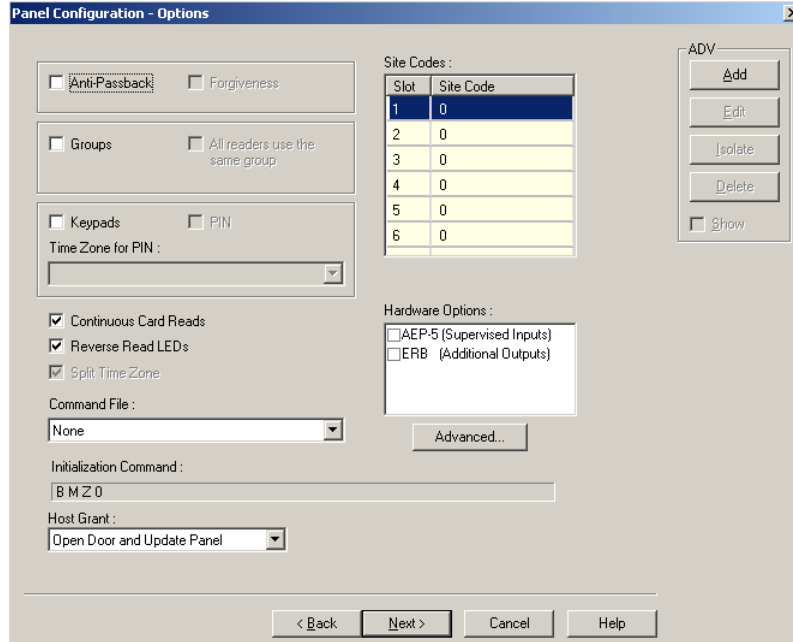 Panel Configuration - Options
Anti-Passback
Forgiveness
Groups
All readers use the
same group
Keypads
PIN
Time Zone for PIN :
Continuous Card Reads
Reverse Read LEDs
Split Time Zone
Command File :
None
Initialization Command :
B M Z 0
Host Grant :
Open Door and Update Panel
Site Codes :
Slot Site Code
1 0
2 0
3 0
4 0
5 0
6 0
Hardware Options :
AEP-5 (Supervised Inputs)
ERB (Additional Outputs)
Advanced...
ADV
Add
Edit
Isolate
Delete
Show
< Back
Next >
Cancel
Help